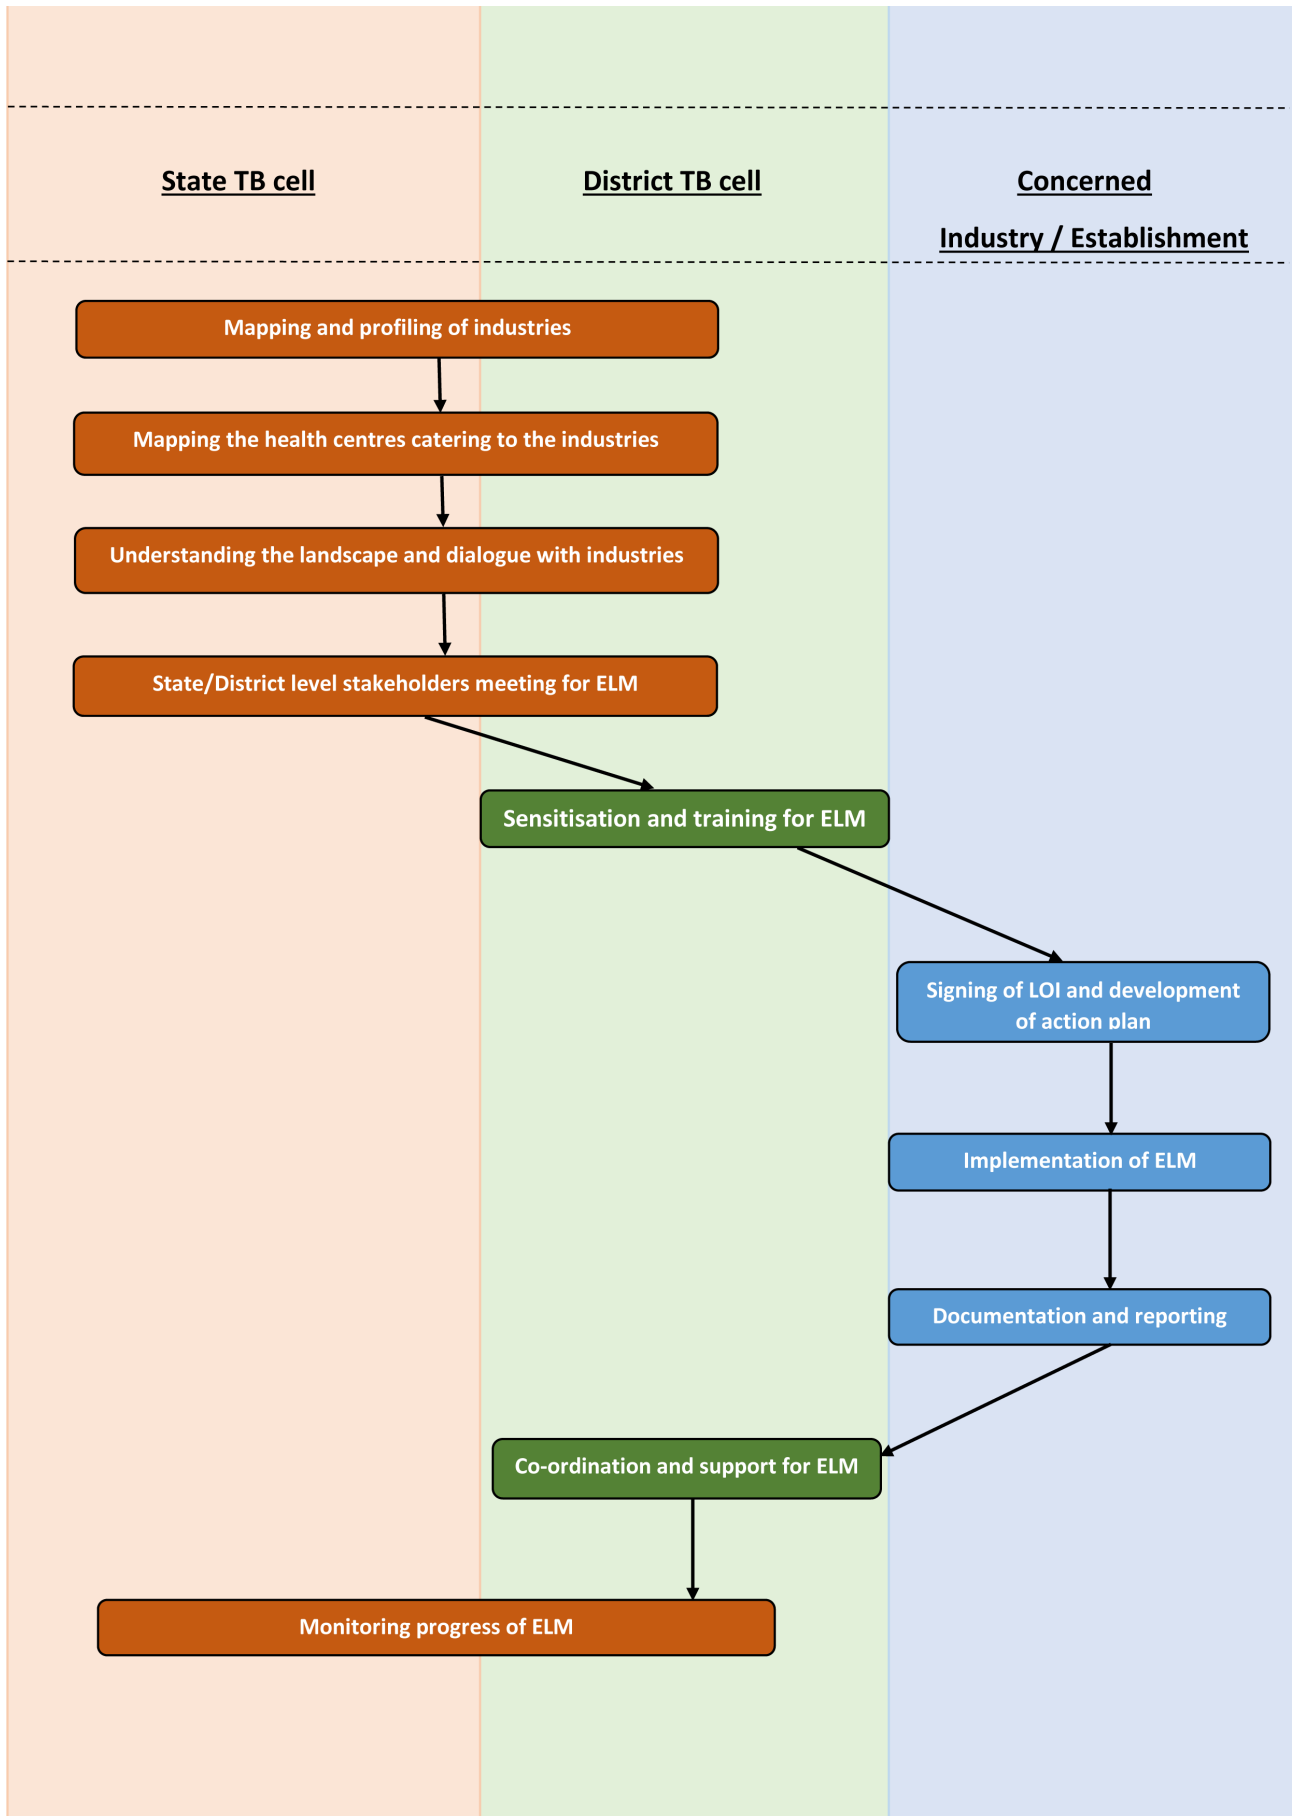 State TB cell
District TB cell
Concerned
Industry / Establishment
Mapping and profiling of industries
Mapping the health centres catering to the industries
Understanding the landscape and dialogue with industries
State/District level stakeholders meeting for ELM
Sensitisation and training for ELM
Signing of LOI and development
of action plan
Implementation of ELM
Documentation and reporting
Co-ordination and support for ELM
Monitoring progress of ELM